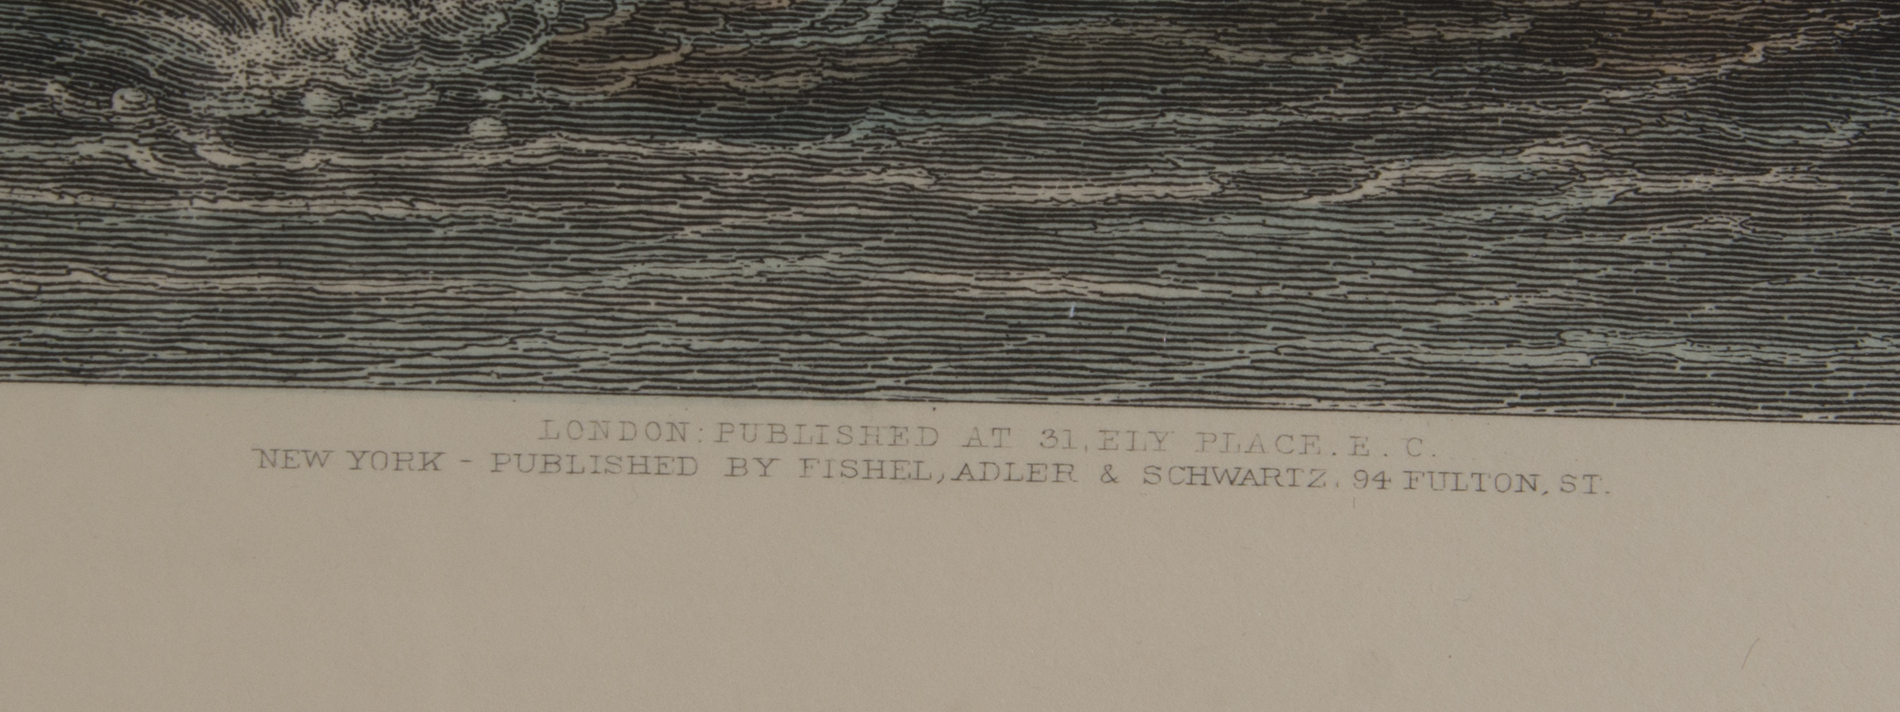 LONDON: PUBLISHED AT 31, ELY PLACE. E. C.
NEW YORK - PUBLISHED BY FISHEL, ADLER & SCHWARTZ, 94 FULTON, ST.